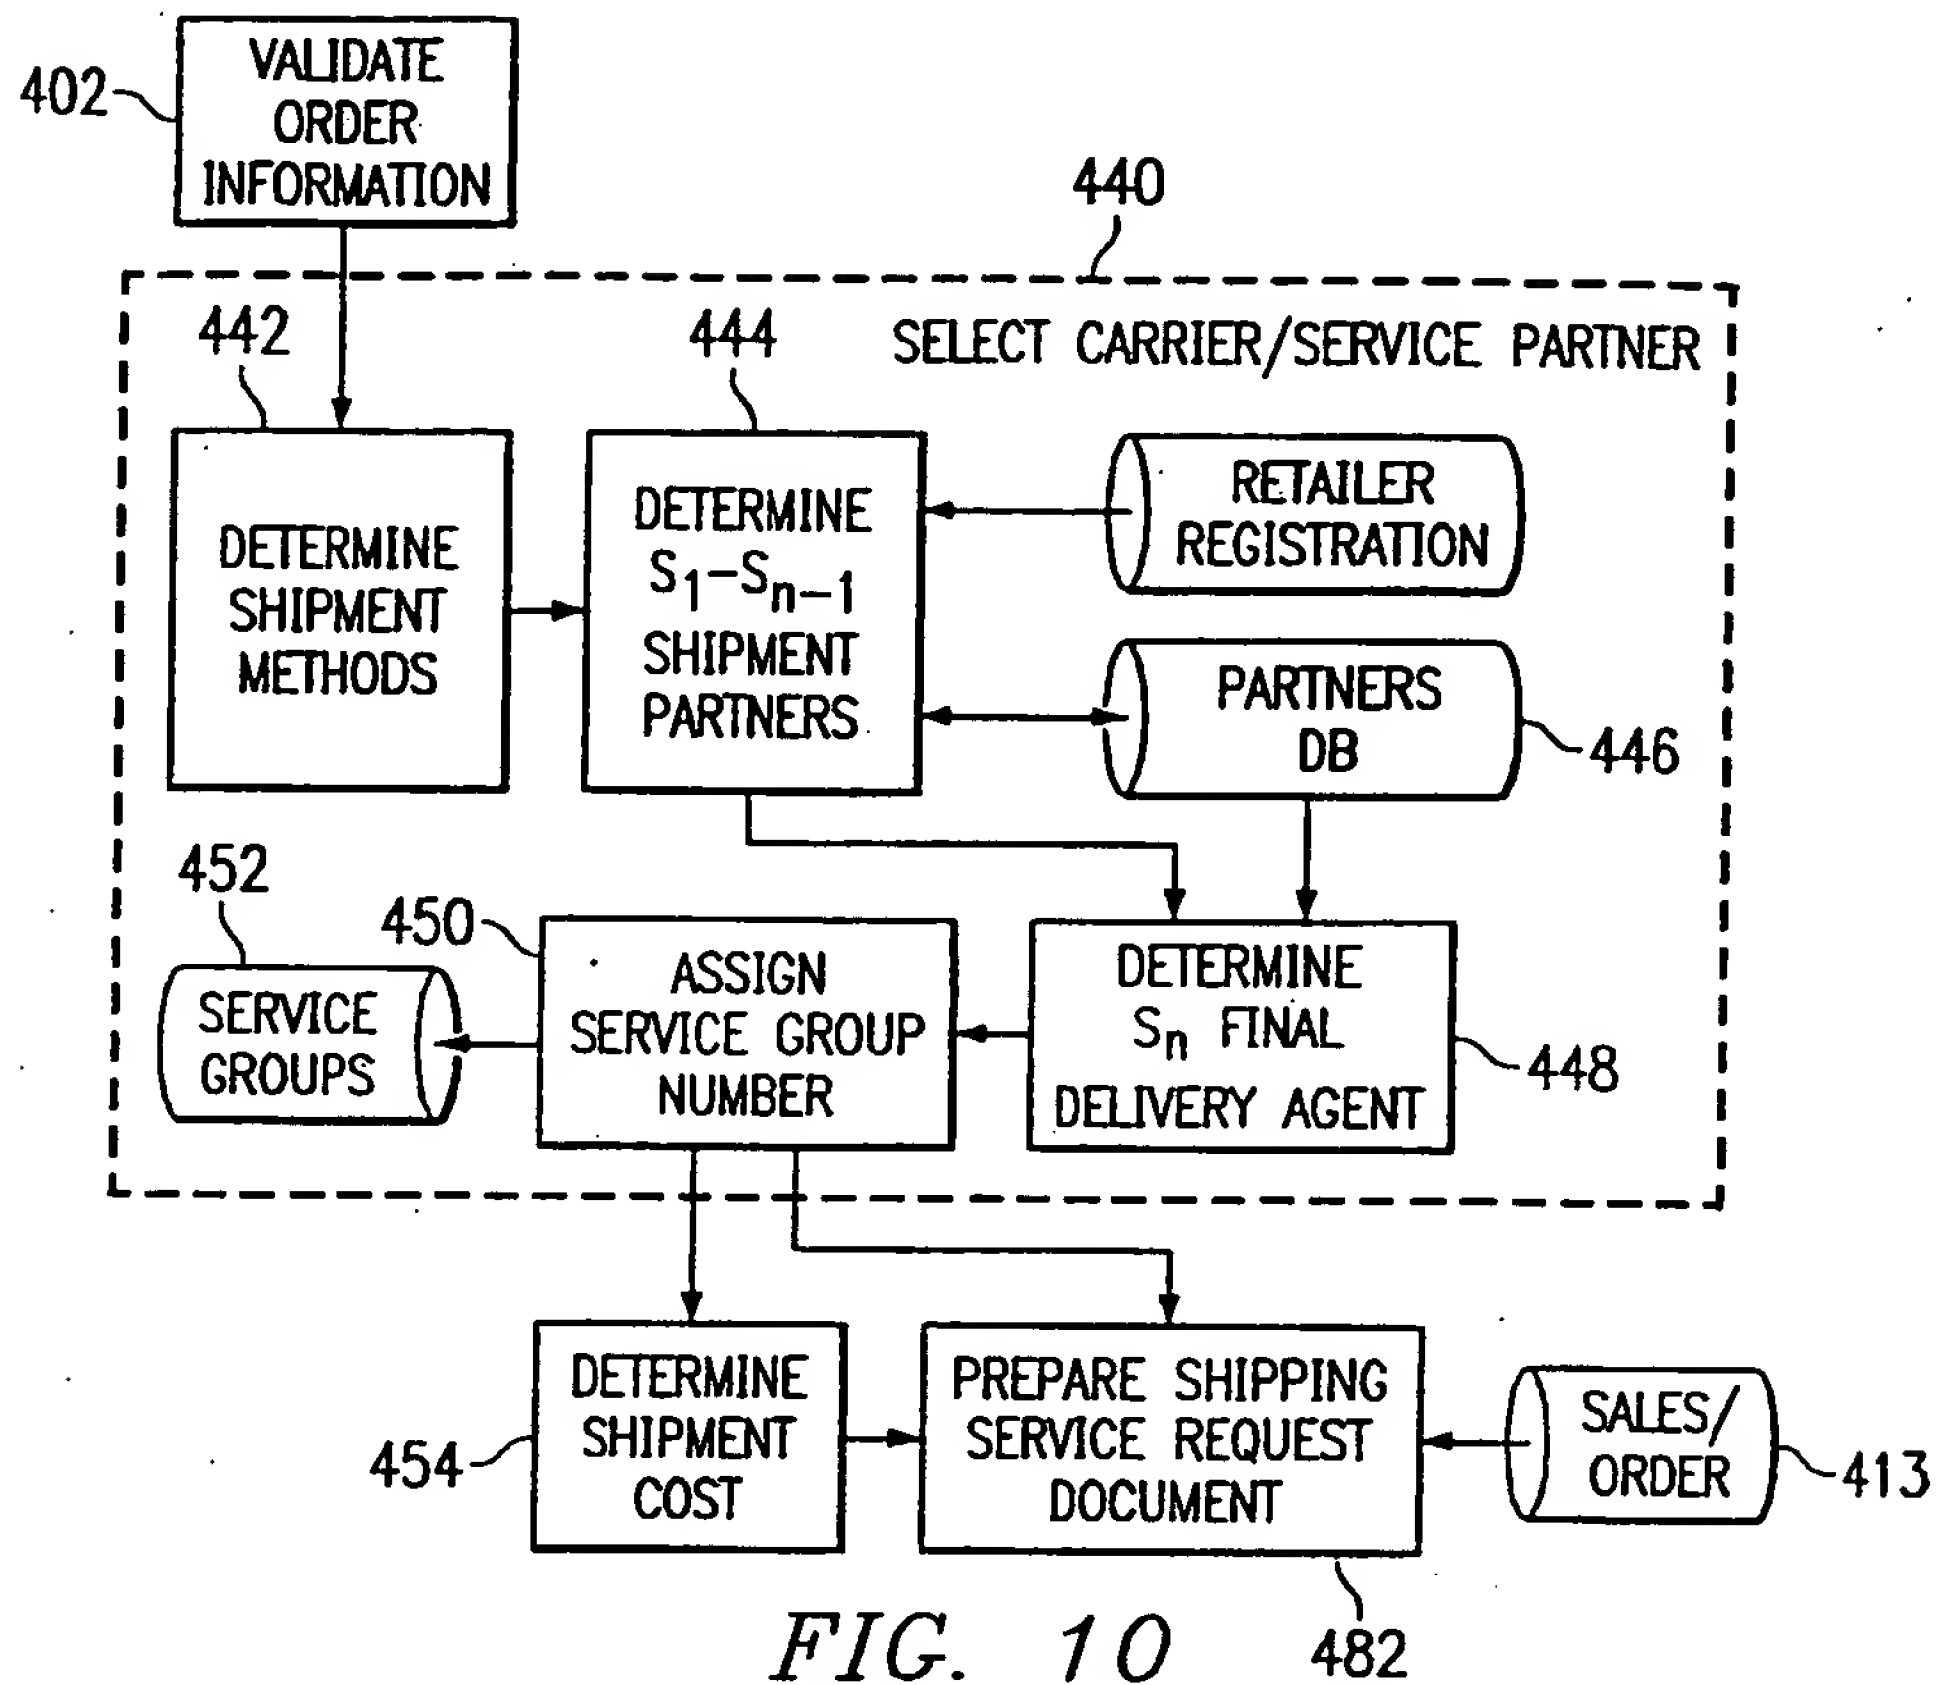 VALIDATE
ORDER
INFORMATION
402
440
SELECT CARRIER/SERVICE PARTNER
442
444
DETERMINE
SHIPMENT
METHODS
DETERMINE
S1–Sn–1
SHIPMENT
PARTNERS
RETAILER
REGISTRATION
PARTNERS
DB
446
452
SERVICE
GROUPS
450
ASSIGN
SERVICE GROUP
NUMBER
DETERMINE
Sn FINAL
DELIVERY AGENT
448
DETERMINE
SHIPMENT
COST
454
PREPARE SHIPPING
SERVICE REQUEST
DOCUMENT
482
SALES/
ORDER
413
FIG. 10